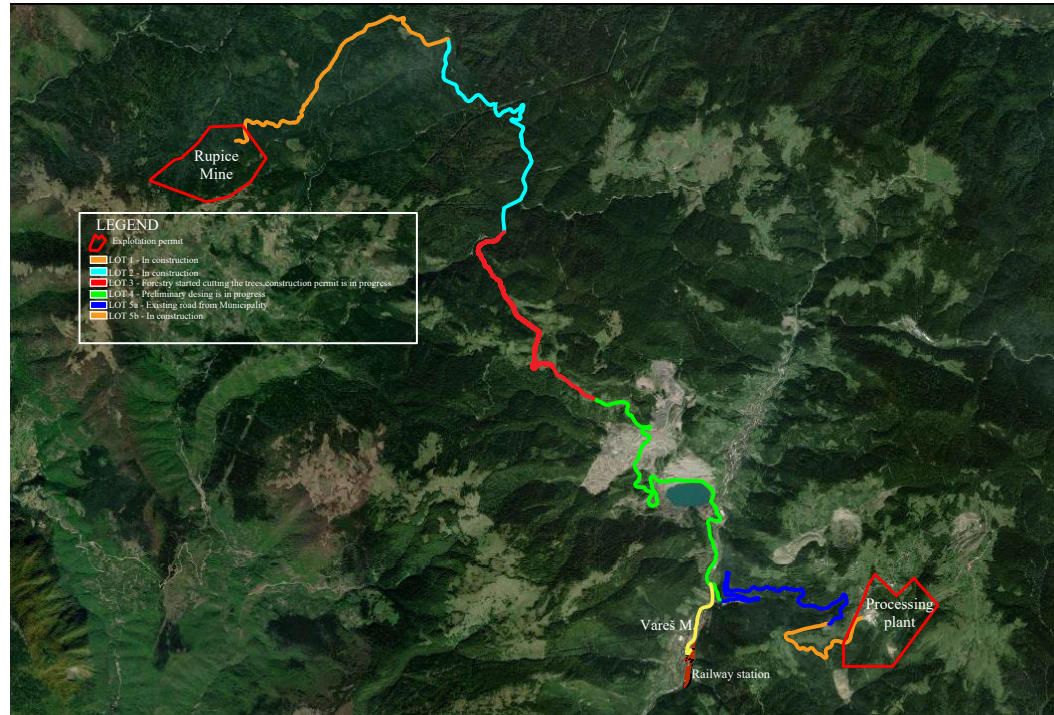 Rupice
Mine
LEGEND
Explotation permit
LOT 1 - In construction
LOT 2 - In construction
LOT 3 - Forestry started cutting the trees,construction permit is in progress
LOT 4 - Preliminary desing is in progress
LOT 5a - Existing road from Municipality
LOT 5b - In construction
Processing
plant
Vareš M
Railway station